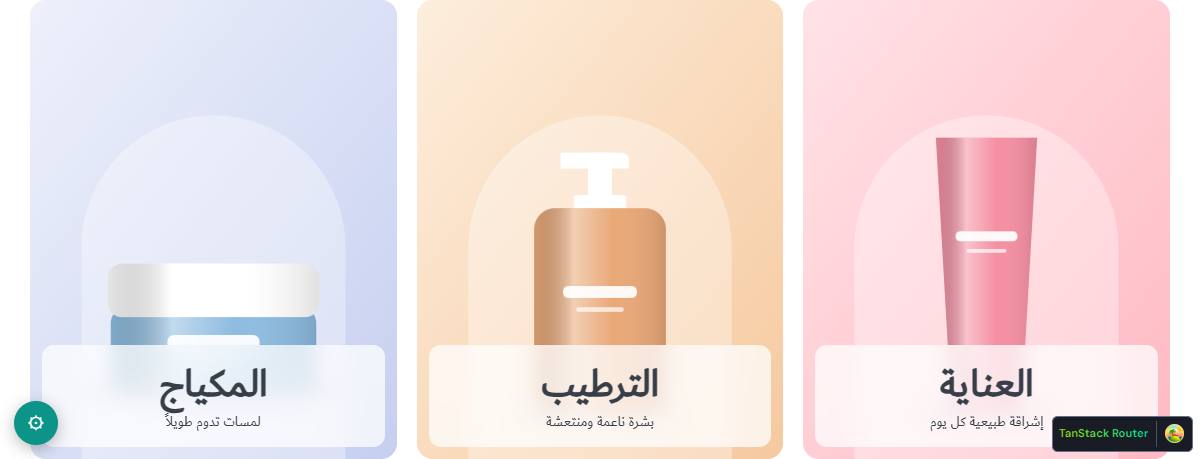 العناية
إشراقة طبيعية كل يوم
الترطيب
بشرة ناعمة ومنتعشة
المكياج
لمسات تدوم طويلاً
TanStack Router